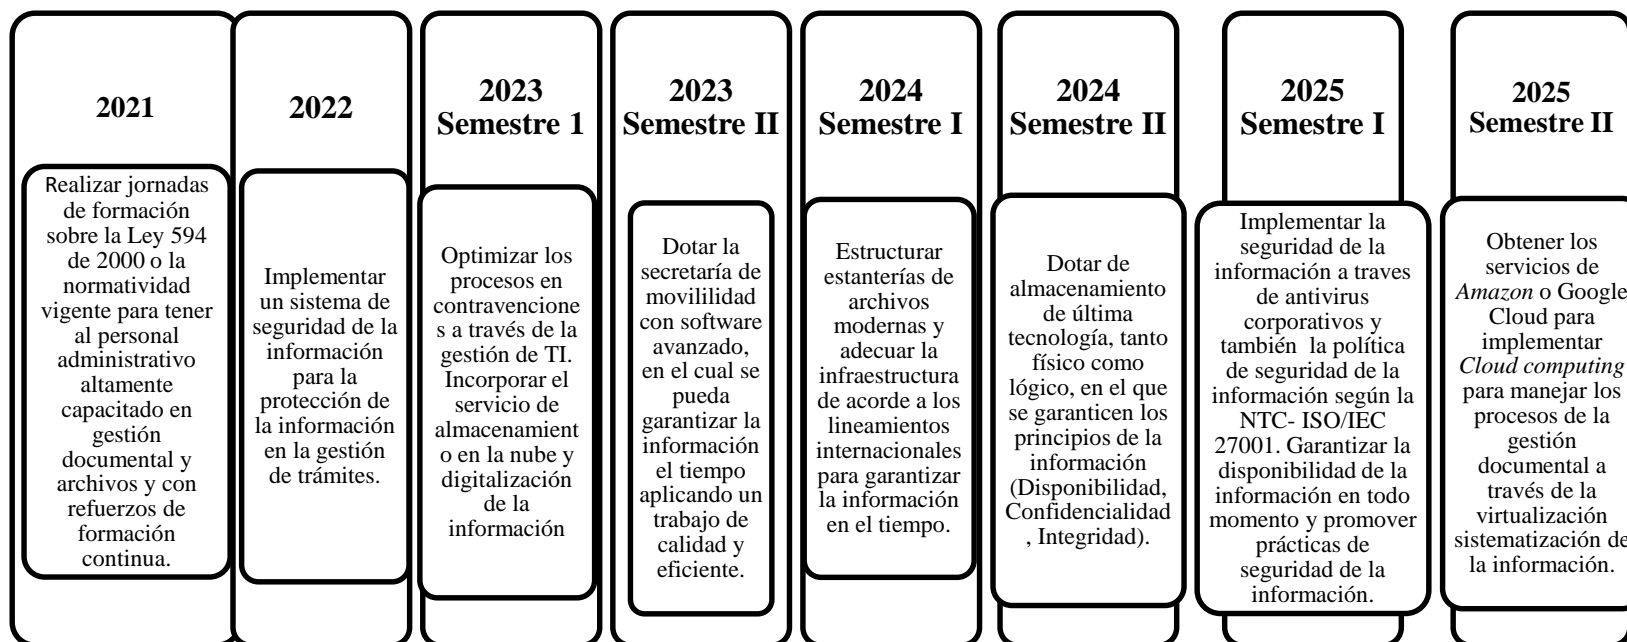 2021
Realizar jornadas
de formación
sobre la Ley 594
de 2000 o la
normatividad
vigente para tener
al personal
administrativo
altamente
capacitado en
gestión
documental y
archivos y con
refuerzos de
formación
continua.
2022
Implementar
un sistema de
seguridad de la
información
para la
protección de
la información
en la gestión
de trámites.
2023
Semestre 1
Optimizar los
procesos en
contravencione
s a través de la
gestión de TI.
Incorporar el
servicio de
almacenamient
o en la nube y
digitalización
de la
información
2023
Semestre II
Dotar la
secretaría de
movililidad
con software
avanzado,
en el cual se
pueda
garantizar la
información
el tiempo
aplicando un
trabajo de
calidad y
eficiente.
2024
Semestre I
Estructurar
estanterías de
archivos
modernas y
adecuar la
infraestructura
de acorde a los
lineamientos
internacionales
para garantizar
la información
en el tiempo.
2024
Semestre II
Dotar de
almacenamiento
de última
tecnología, tanto
físico como
lógico, en el que
se garanticen los
principios de la
información
(Disponibilidad,
Confidencialidad
, Integridad).
2025
Semestre I
Implementar la
seguridad de la
información a traves
de antivirus
corporativos y
también la política
de seguridad de la
información según la
NTC- ISO/IEC
27001. Garantizar la
disponibilidad de la
información en todo
momento y promover
prácticas de
seguridad de la
información.
2025
Semestre II
Obtener los
servicios de
Amazon o Google
Cloud para
implementar
Cloud computing
para manejar los
procesos de la
gestión
documental a
través de la
virtualización
sistematización de
la información.